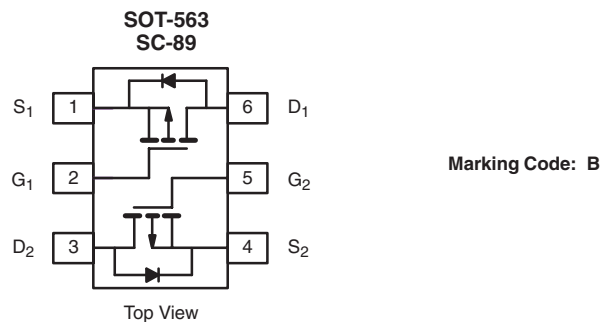 SOT-563
SC-89
S1 1 6 D1
G1 2 5 G2
D2 3 4 S2
Marking Code: B
Top View